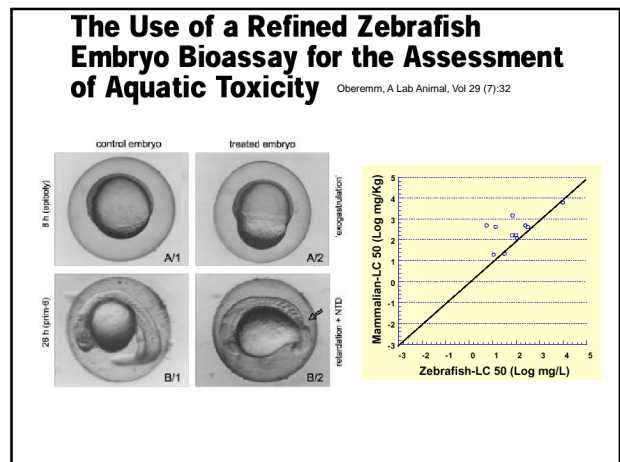 The Use of a Refined Zebrafish
Embryo Bioassay for the Assessment
of Aquatic Toxicity
Oberemm, A Lab Animal, Vol 29 (7):32
control embryo
treated embryo
8 h (epiboly)
A/1
A/2
'exogastrulation'
26 h (prim-6)
B/1
B/2
retardation + NTD
Mammalian-LC 50 (Log mg/Kg)
5
4
3
2
1
0
-1
-2
-3
-3 -2 -1 0 1 2 3 4 5
Zebrafish-LC 50 (Log mg/L)